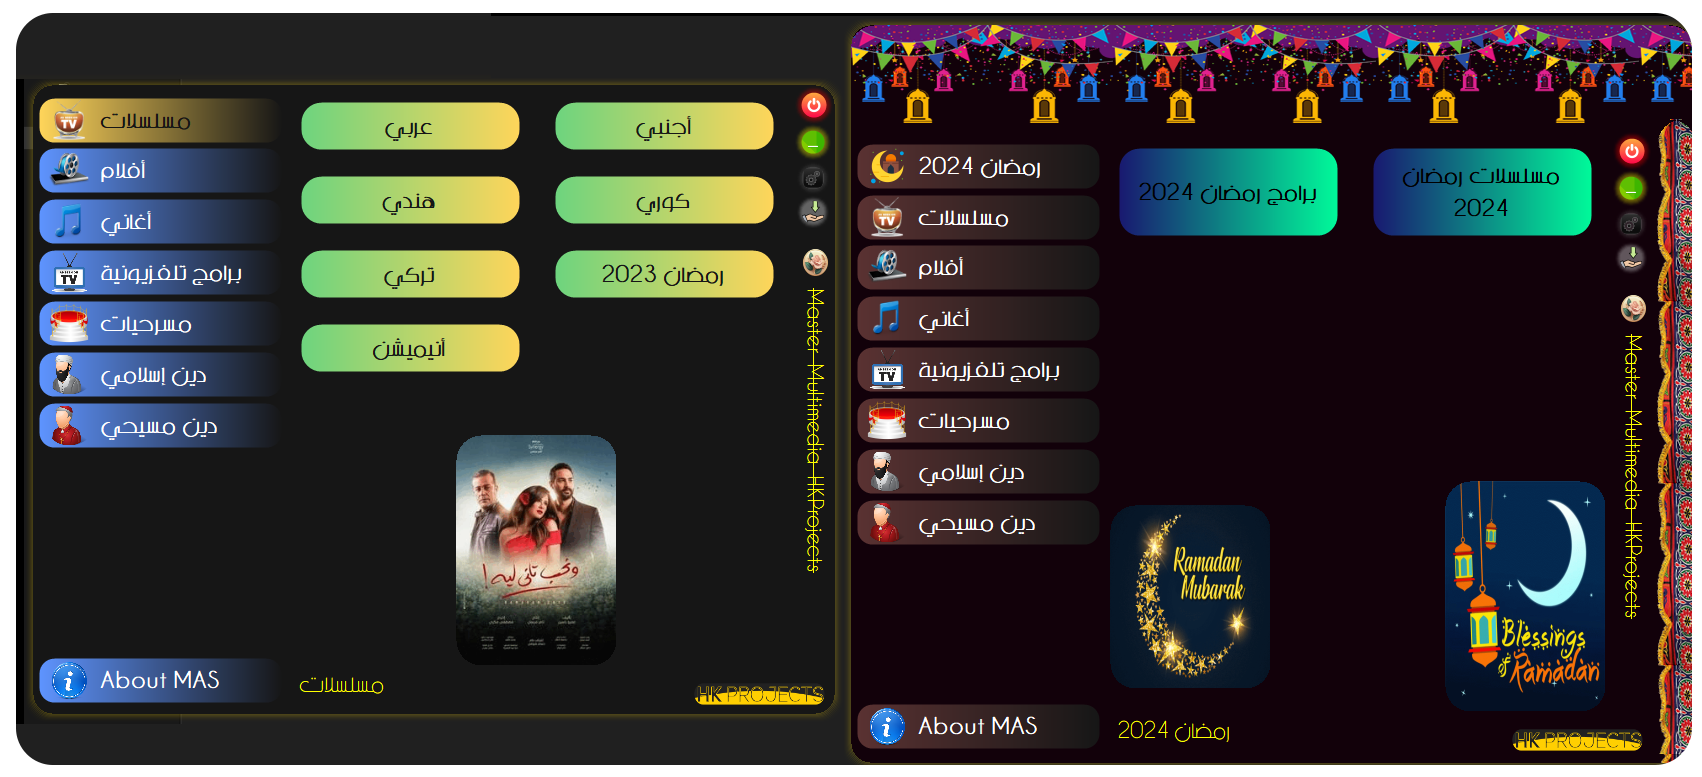 مسلسلات
أفلام
أغاني
برامج تلفزيونية
مسرحيات
دين إسلامي
دين مسيحي
About MAS
عربي
أجنبي
هندي
كوري
تركي
رمضان 2023
أنيميشن
ونحب تاني ليه !
مسلسلات
Master Multimedia HKProjects
HK PROJECTS
رمضان 2024
مسلسلات
أفلام
أغاني
برامج تلفزيونية
مسرحيات
دين إسلامي
دين مسيحي
About MAS
برامج رمضان 2024
مسلسلات رمضان
2024
Ramadan
Mubarak
Blessings
of Ramadan
رمضان 2024
Master Multimedia HKProjects
HK PROJECTS